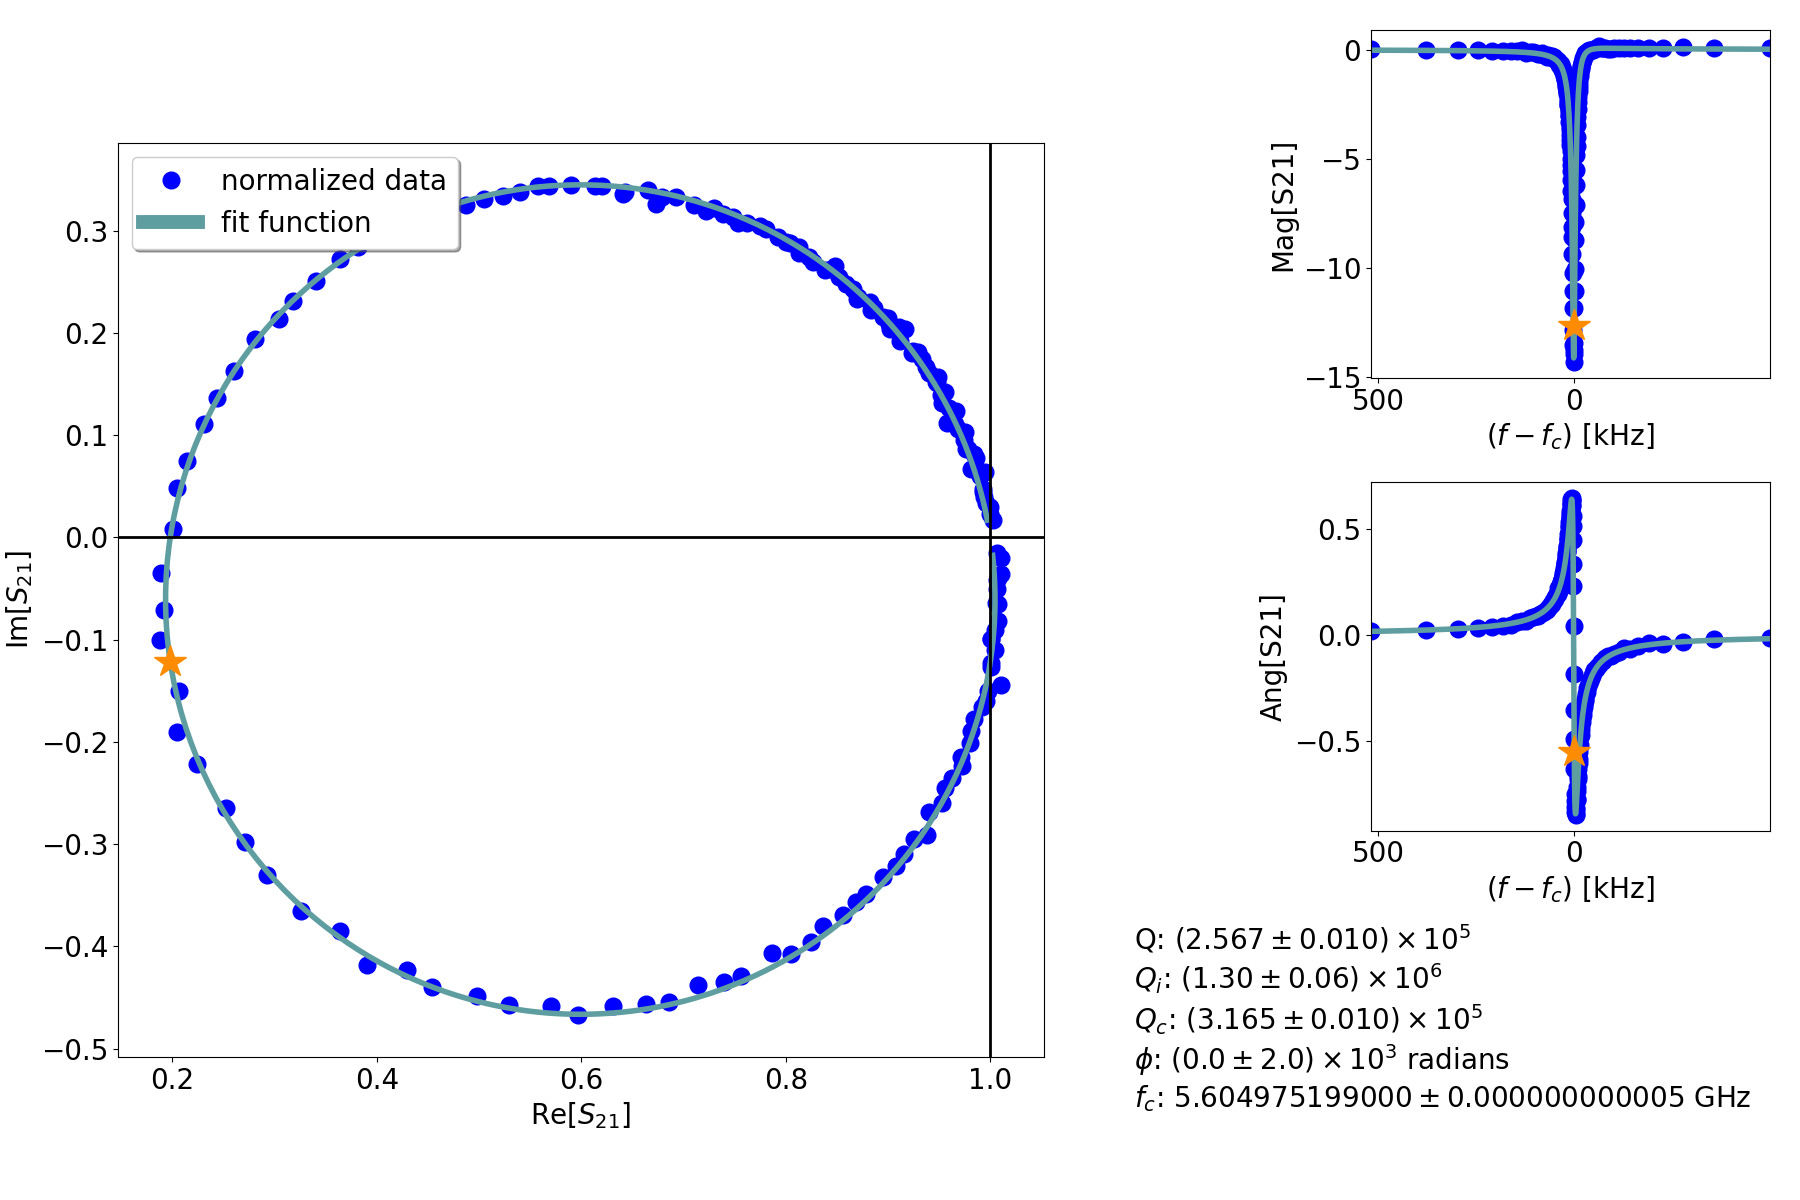 normalized data
fit function
0.3
0.2
0.1
0.0
−0.1
−0.2
−0.3
−0.4
−0.5
Im[S21]
0.2 0.4 0.6 0.8 1.0
Re[S21]
0
−5
−10
−15
Mag[S21]
500 0
(f − fc) [kHz]
0.5
0.0
−0.5
Ang[S21]
500 0
(f − fc) [kHz]
Q: (2.567 ± 0.010) × 10^5
Qi: (1.30 ± 0.06) × 10^6
Qc: (3.165 ± 0.010) × 10^5
ϕ: (0.0 ± 2.0) × 10^3 radians
fc: 5.604975199000 ± 0.000000000005 GHz